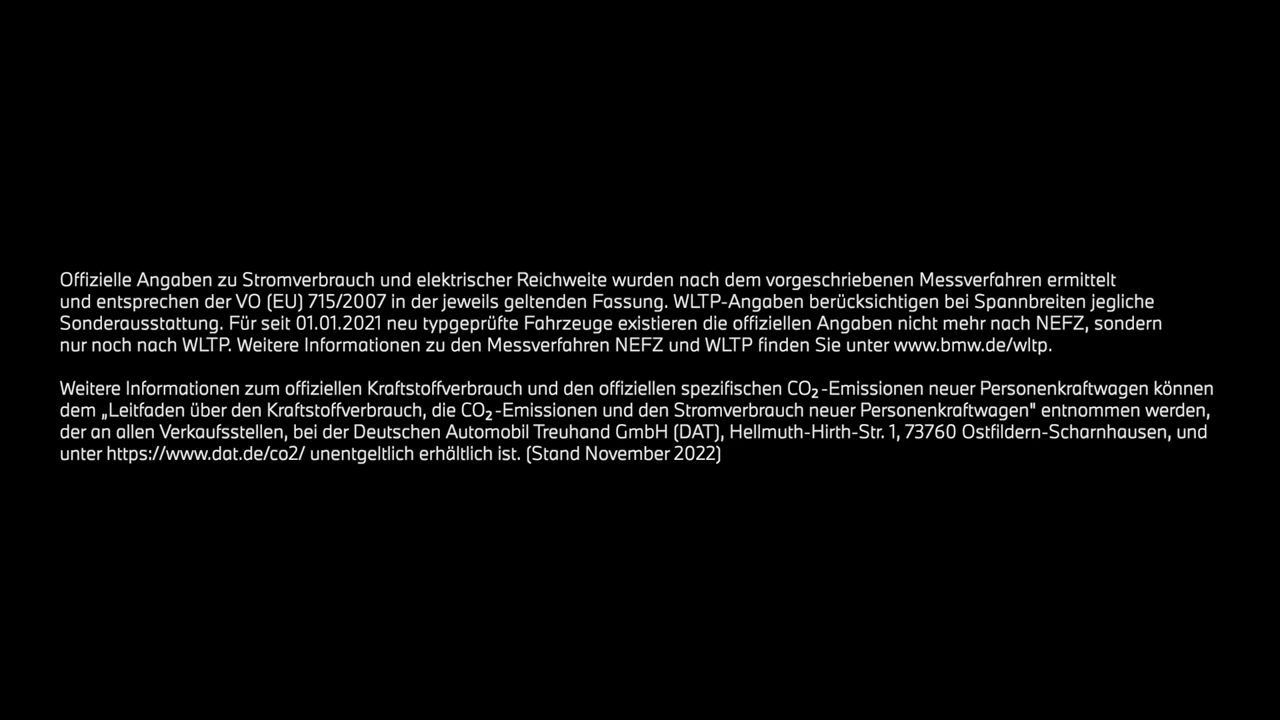 Offizielle Angaben zu Stromverbrauch und elektrischer Reichweite wurden nach dem vorgeschriebenen Messverfahren ermittelt
und entsprechen der VO (EU) 715/2007 in der jeweils geltenden Fassung. WLTP-Angaben berücksichtigen bei Spannbreiten jegliche
Sonderausstattung. Für seit 01.01.2021 neu typgeprüfte Fahrzeuge existieren die offiziellen Angaben nicht mehr nach NEFZ, sondern
nur noch nach WLTP. Weitere Informationen zu den Messverfahren NEFZ und WLTP finden Sie unter www.bmw.de/wltp.
Weitere Informationen zum offiziellen Kraftstoffverbrauch und den offiziellen spezifischen CO₂-Emissionen neuer Personenkraftwagen können
dem „Leitfaden über den Kraftstoffverbrauch, die CO₂-Emissionen und den Stromverbrauch neuer Personenkraftwagen" entnommen werden,
der an allen Verkaufsstellen, bei der Deutschen Automobil Treuhand GmbH (DAT), Hellmuth-Hirth-Str. 1, 73760 Ostfildern-Scharnhausen, und
unter https://www.dat.de/co2/ unentgeltlich erhältlich ist. (Stand November 2022)